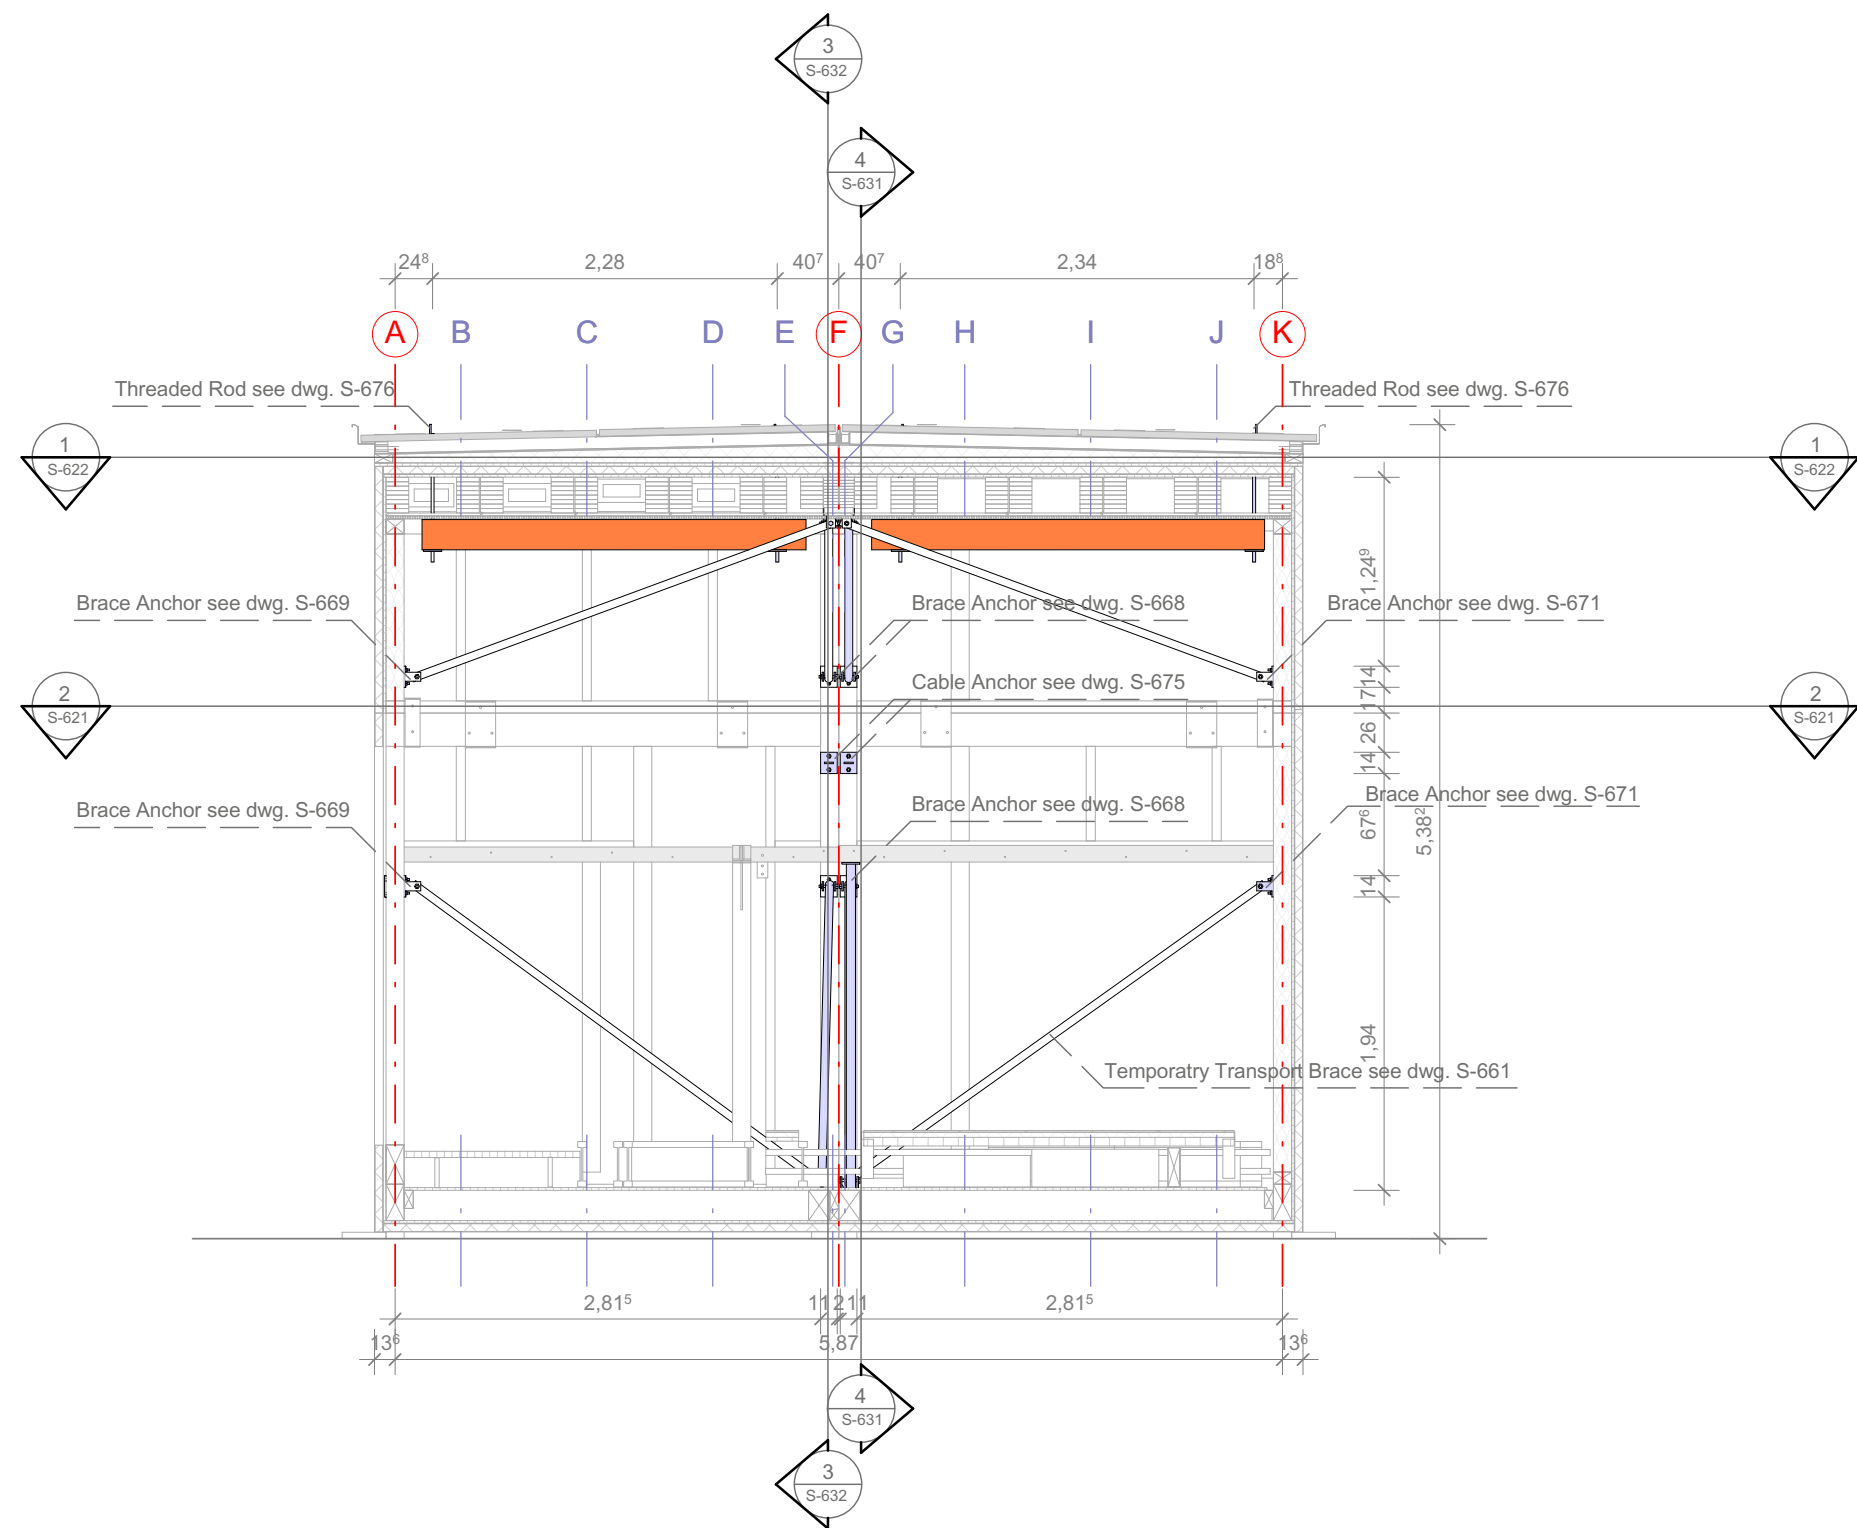 3
S-632
4
S-631
24⁸ 2,28 40⁷ 40⁷ 2,34 18⁸
A B C D E F G H I J K
Threaded Rod see dwg. S-676 Threaded Rod see dwg. S-676
1 1
S-622 S-622
1,24⁹
Brace Anchor see dwg. S-669 Brace Anchor see dwg. S-668 Brace Anchor see dwg. S-671
14
Cable Anchor see dwg. S-675
17
2 2
S-621 S-621
26
14
Brace Anchor see dwg. S-669 Brace Anchor see dwg. S-668 Brace Anchor see dwg. S-671
67⁶
5,38²
14
1,94
Temporatry Transport Brace see dwg. S-661
2,81⁵ 11 2 11 2,81⁵
13⁶ 5,87 13⁶
4
S-631
3
S-632